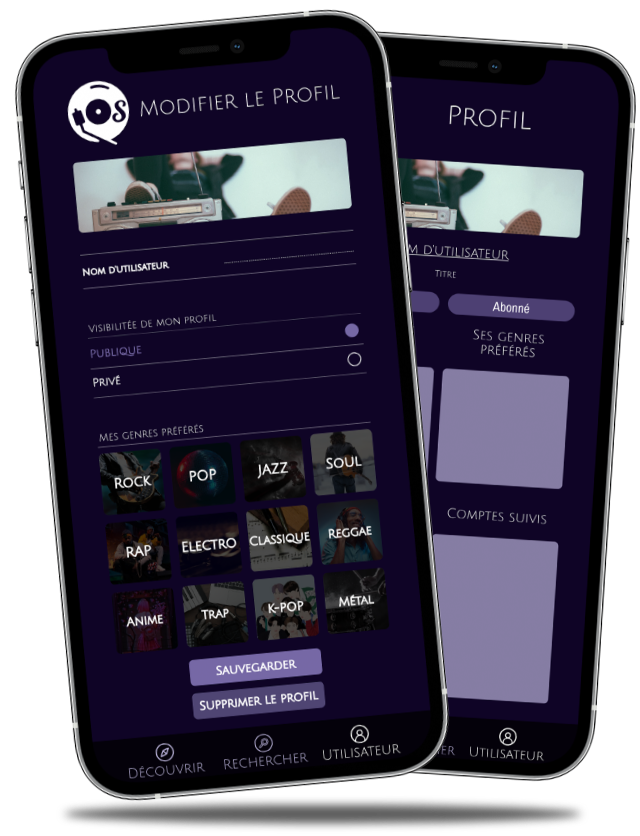 OS
Modifier le Profil
Nom d'utilisateur
Visibilitée de mon profil
Publique
Privé
Mes genres préférés
Rock
Pop
Jazz
Soul
Rap
Electro
Classique
Reggae
Anime
Trap
K-Pop
Métal
Sauvegarder
Supprimer le profil
Découvrir
Rechercher
Utilisateur
Profil
m d'utilisateur
Titre
Abonné
Ses genres
préférés
Comptes suivis
er
Utilisateur